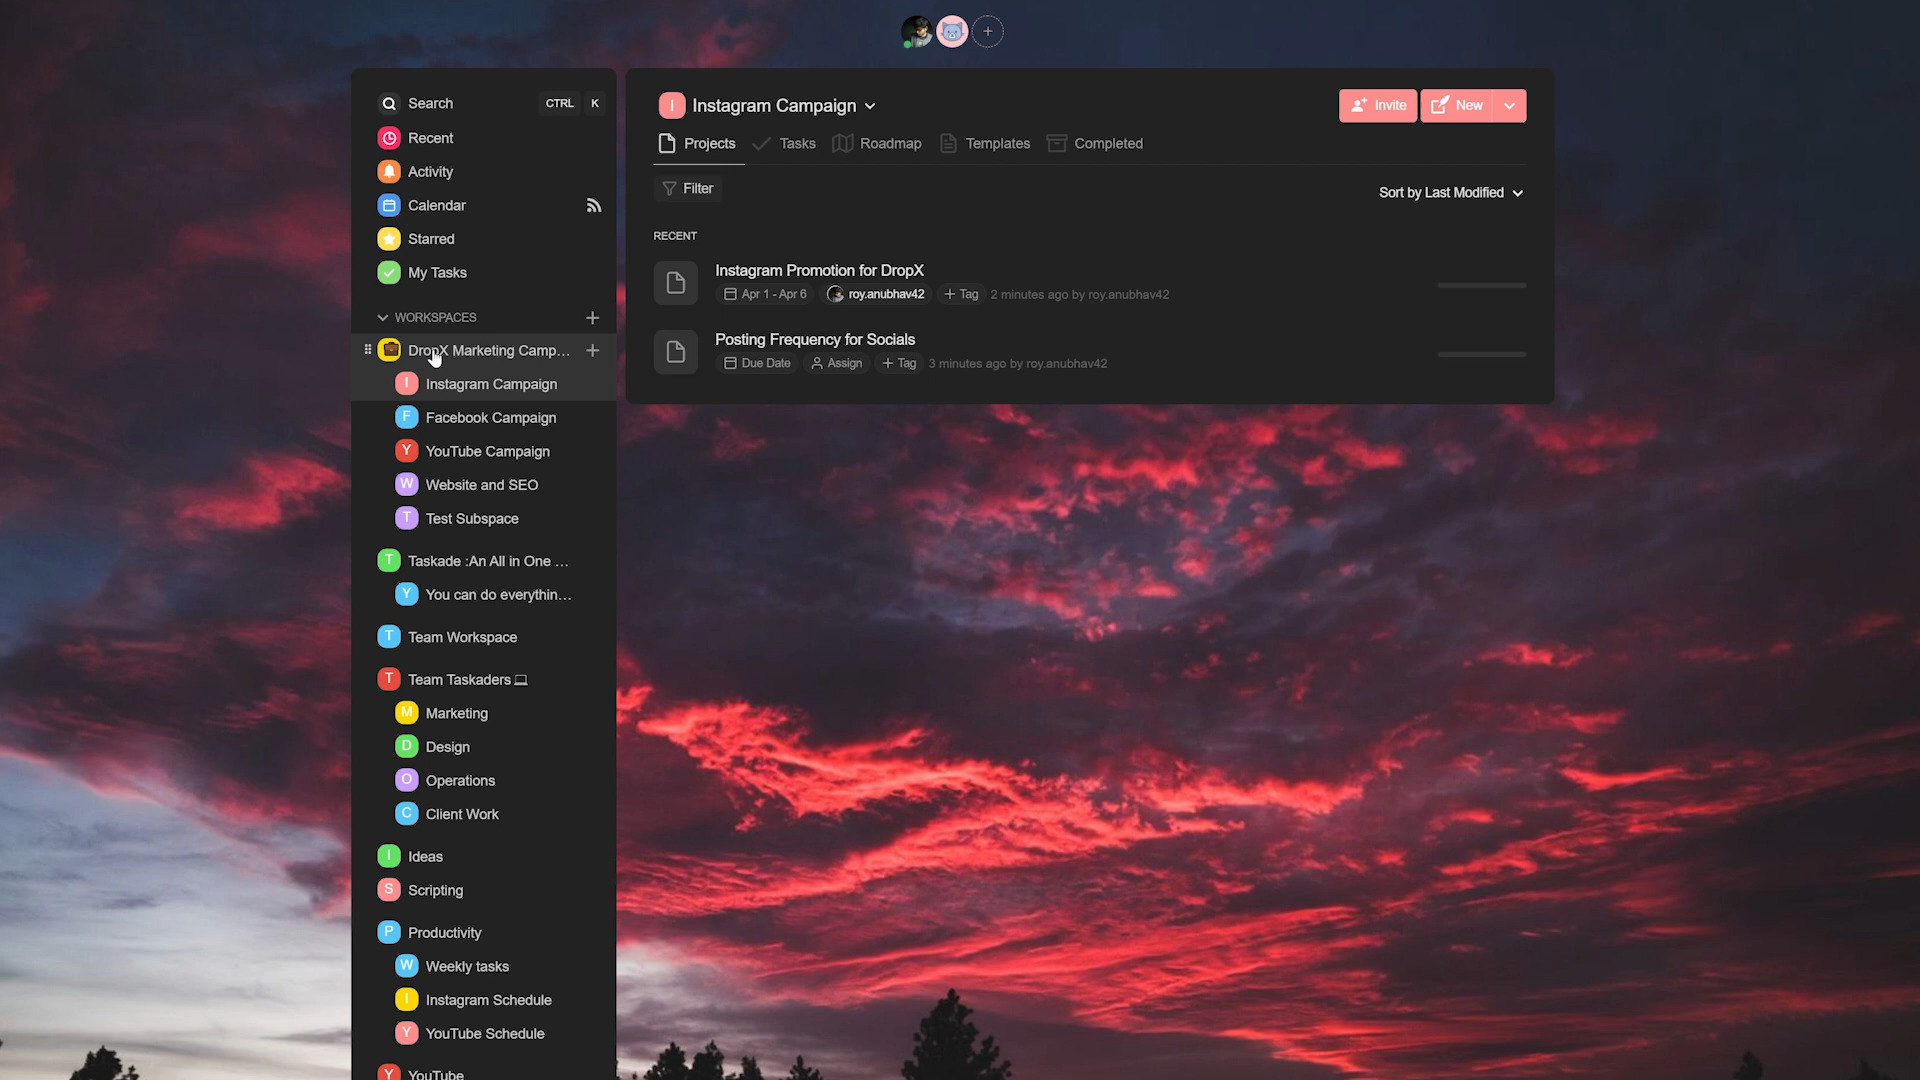 Search CTRL K
Recent
Activity
Calendar
Starred
My Tasks
WORKSPACES
DropX Marketing Camp...
I Instagram Campaign
F Facebook Campaign
Y YouTube Campaign
W Website and SEO
T Test Subspace
T Taskade :An All in One ...
Y You can do everythin...
T Team Workspace
T Team Taskaders
M Marketing
D Design
O Operations
C Client Work
I Ideas
S Scripting
P Productivity
W Weekly tasks
I Instagram Schedule
Y YouTube Schedule
Y YouTube
I Instagram Campaign
Invite New
Projects Tasks Roadmap Templates Completed
Filter
Sort by Last Modified
RECENT
Instagram Promotion for DropX
Apr 1 - Apr 6 roy.anubhav42 + Tag 2 minutes ago by roy.anubhav42
Posting Frequency for Socials
Due Date Assign + Tag 3 minutes ago by roy.anubhav42